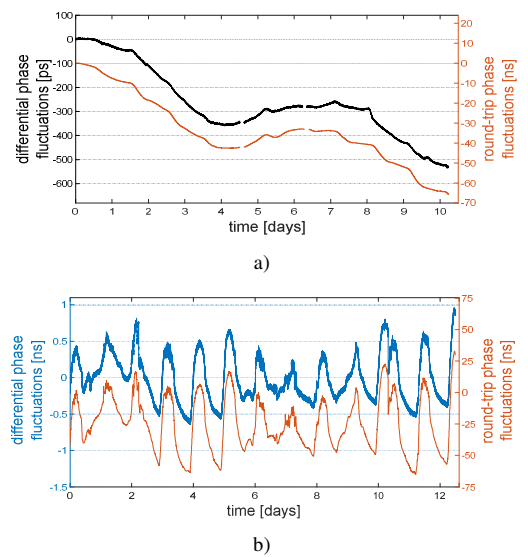 differential phase
fluctuations [ps]
100
0
-100
-200
-300
-400
-500
-600
20
10
0
-10
-20
-30
-40
-50
-60
-70
round-trip phase
fluctuations [ns]
0 1 2 3 4 5 6 7 8 9 10
time [days]
a)
differential phase
fluctuations [ns]
1
0.5
0
-0.5
-1
-1.5
75
50
25
0
-25
-50
-75
round-trip phase
fluctuations [ns]
0 2 4 6 8 10 12
time [days]
b)